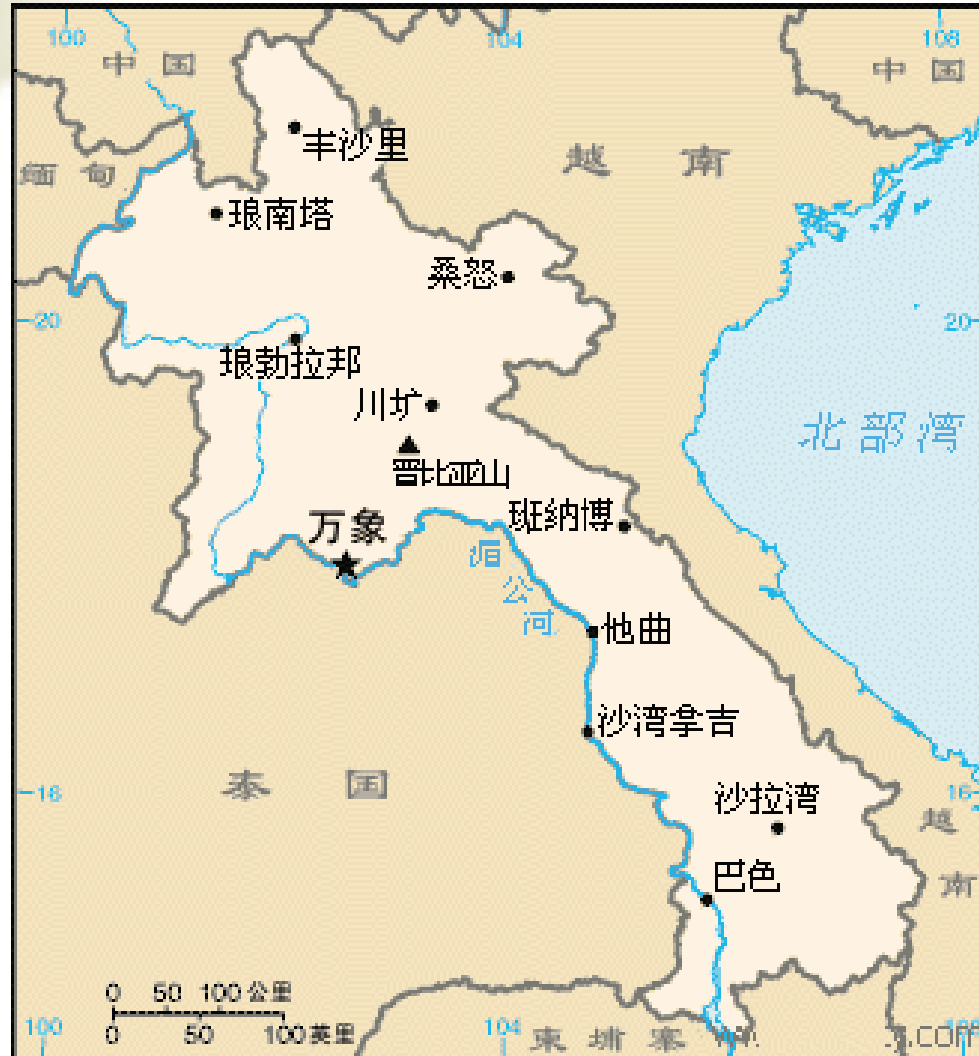 100
104
108
中国
中国
丰沙里
缅甸
越南
琅南塔
桑怒
20
20
琅勃拉邦
川圹
北部湾
普比亚山
班纳博
万象
湄公河
他曲
沙湾拿吉
泰国
16
16
沙拉湾
越南
巴色
0 50 100 公里
0 50 100 英里
100
104
柬埔寨
.com